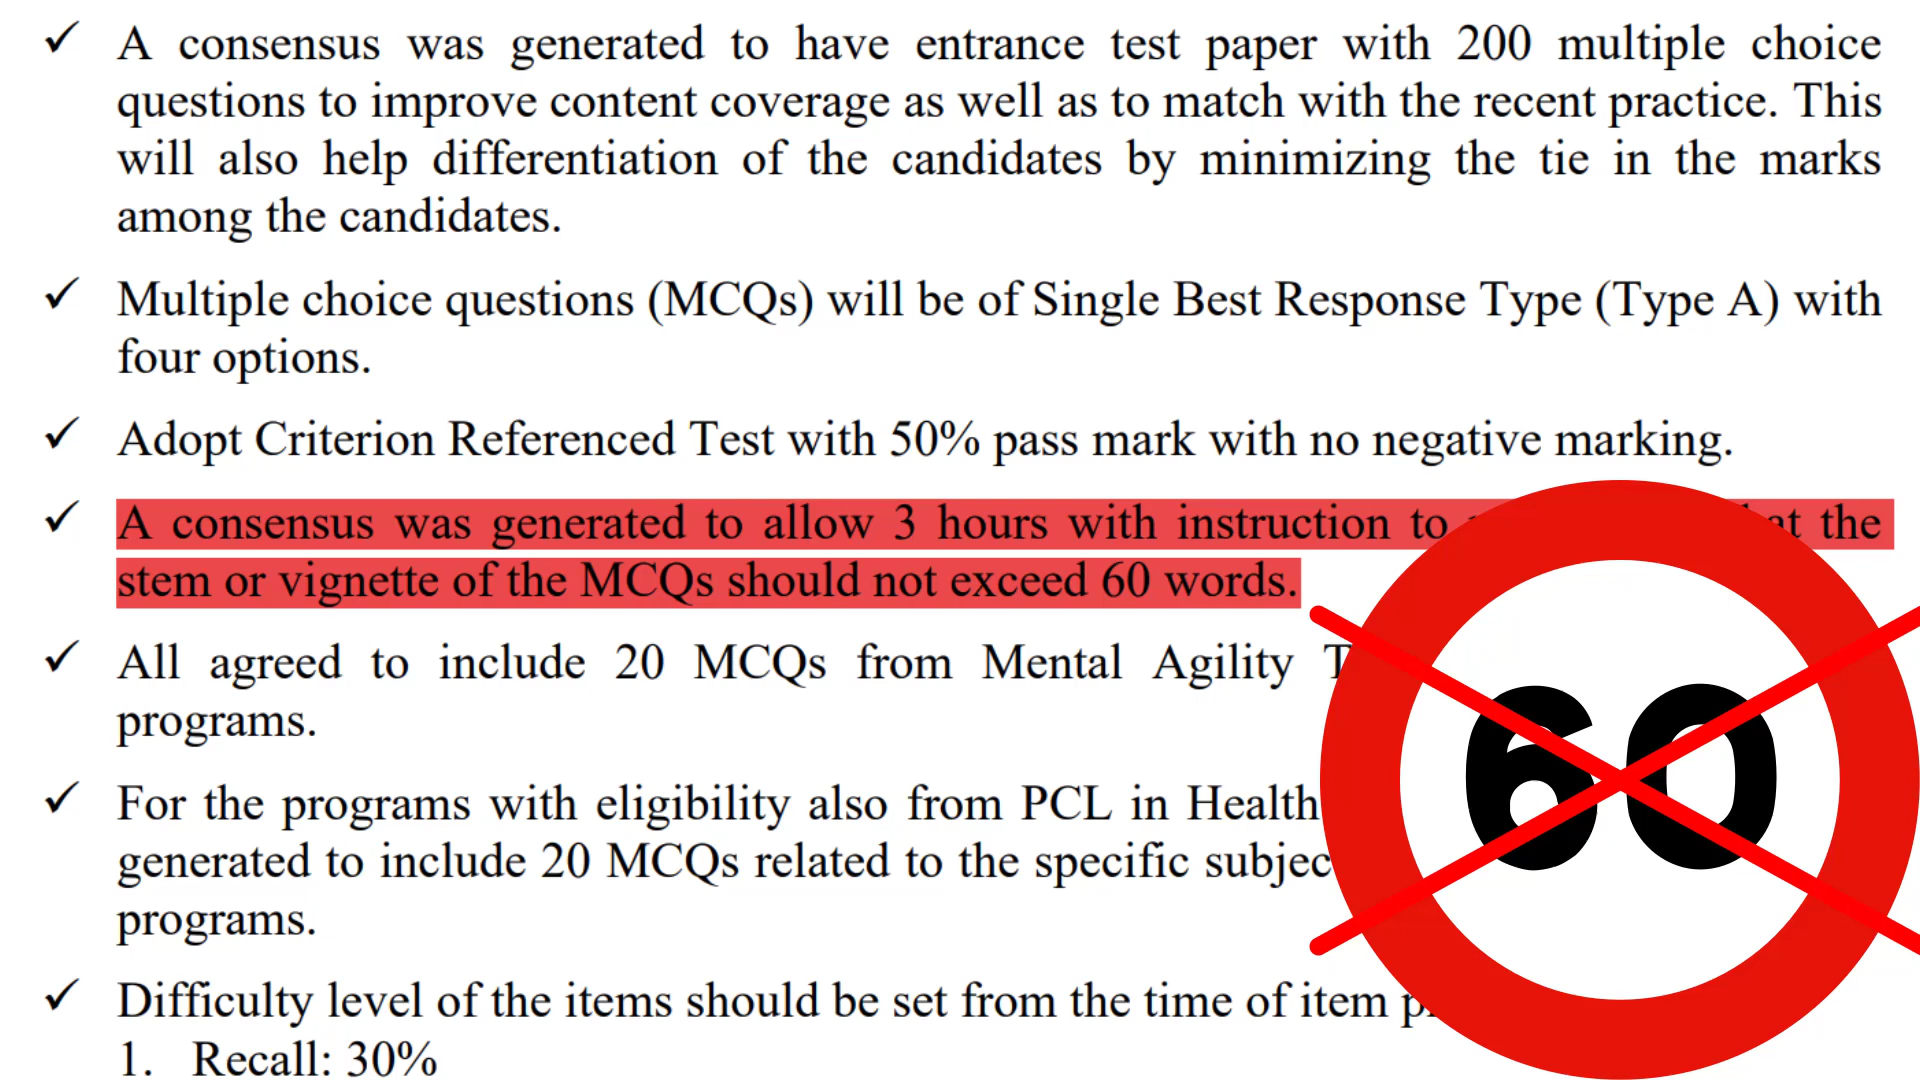 ✓ A consensus was generated to have entrance test paper with 200 multiple choice
questions to improve content coverage as well as to match with the recent practice. This
will also help differentiation of the candidates by minimizing the tie in the marks
among the candidates.
✓ Multiple choice questions (MCQs) will be of Single Best Response Type (Type A) with
four options.
✓ Adopt Criterion Referenced Test with 50% pass mark with no negative marking.
✓ A consensus was generated to allow 3 hours with instruction to the
stem or vignette of the MCQs should not exceed 60 words.
✓ All agreed to include 20 MCQs from Mental Agility
programs.
✓ For the programs with eligibility also from PCL in Health
generated to include 20 MCQs related to the specific
programs.
✓ Difficulty level of the items should be set from the time of item
1. Recall: 30%
60